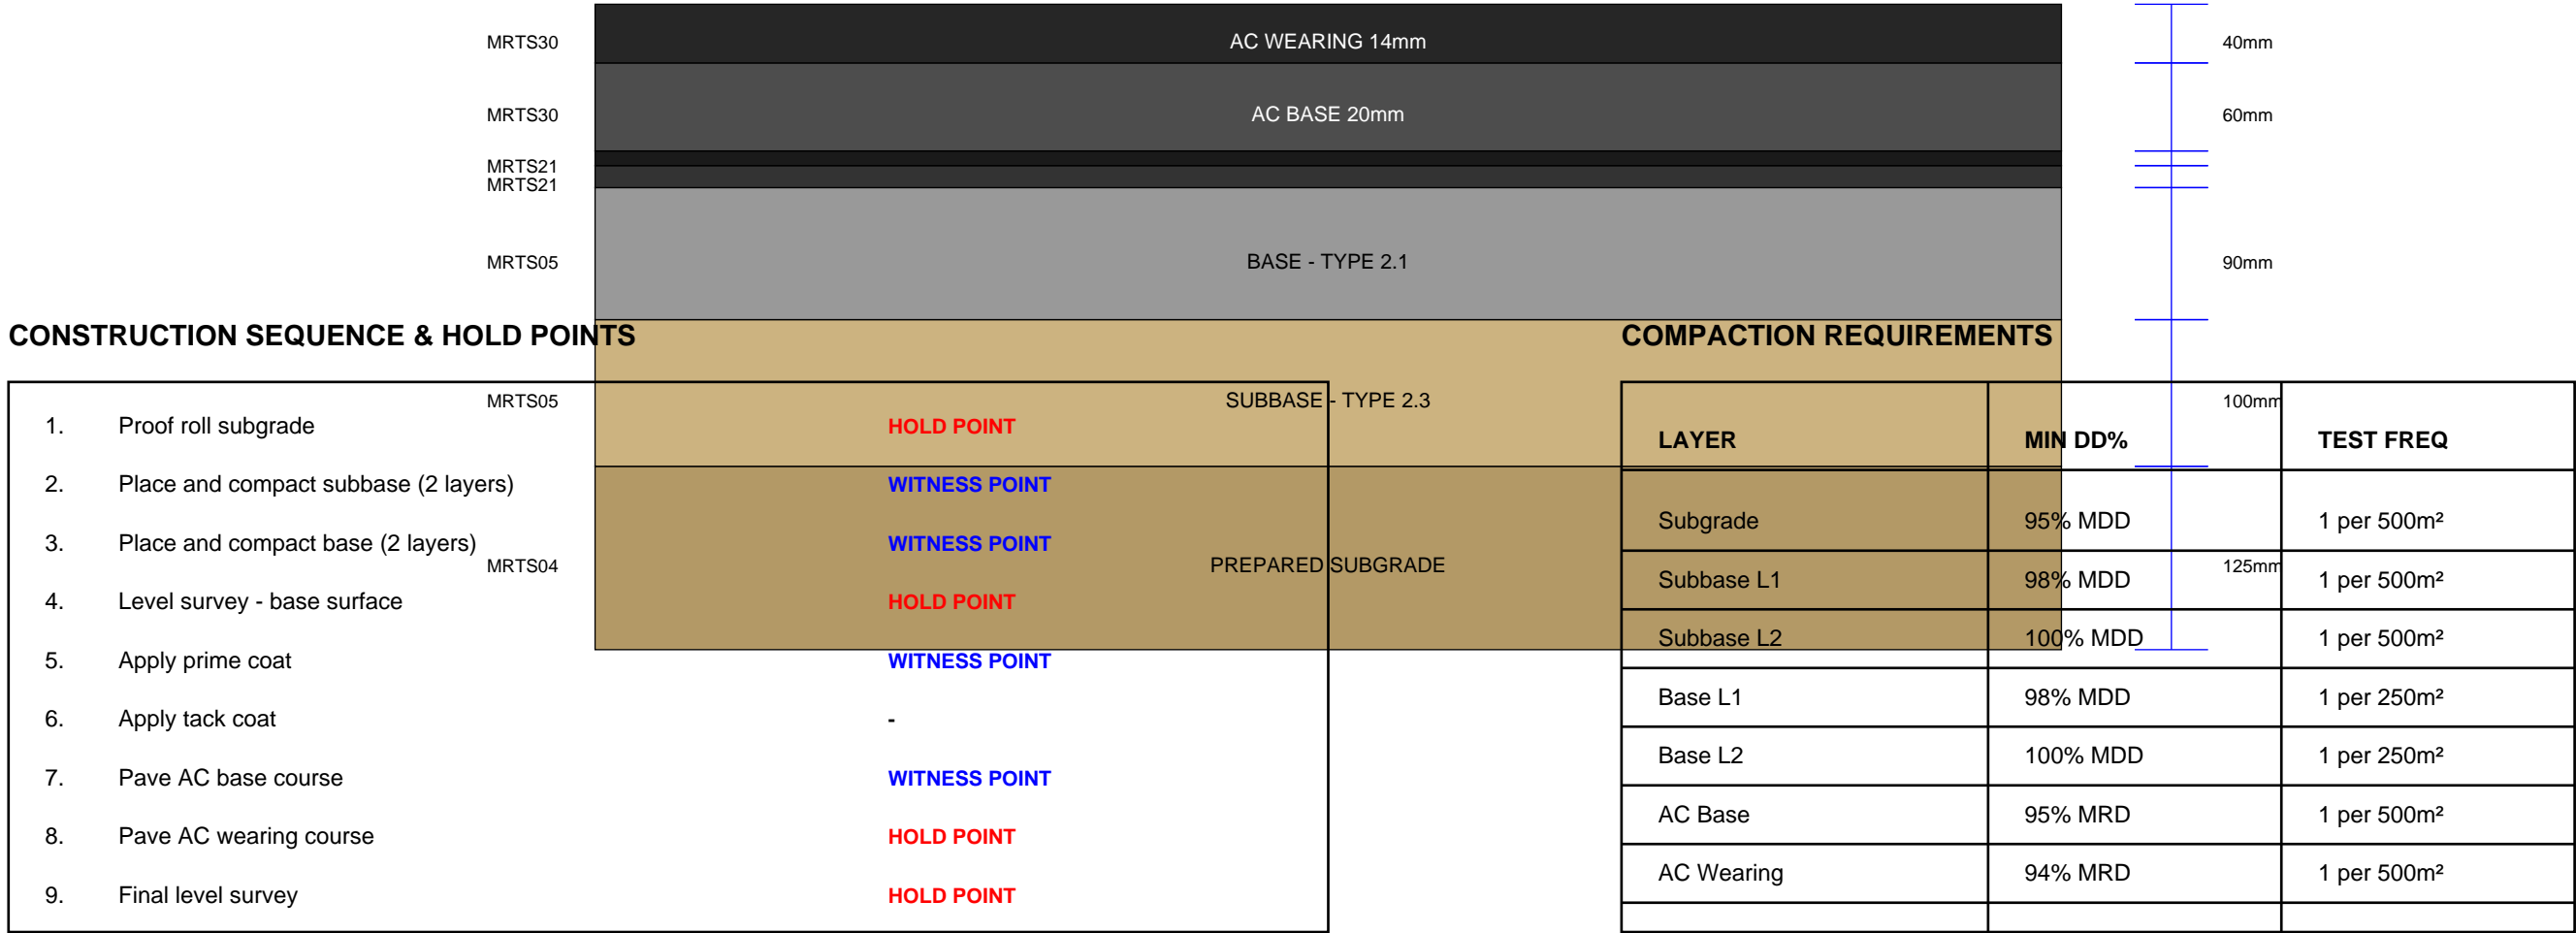 MRTS30 AC WEARING 14mm 40mm
MRTS30 AC BASE 20mm 60mm
MRTS21
MRTS21
MRTS05 BASE - TYPE 2.1 90mm
CONSTRUCTION SEQUENCE & HOLD POINTS
MRTS05 SUBBASE - TYPE 2.3 100mm
1. Proof roll subgrade HOLD POINT
2. Place and compact subbase (2 layers) WITNESS POINT
3. Place and compact base (2 layers) WITNESS POINT
MRTS04 PREPARED SUBGRADE 125mm
4. Level survey - base surface HOLD POINT
5. Apply prime coat WITNESS POINT
6. Apply tack coat -
7. Pave AC base course WITNESS POINT
8. Pave AC wearing course HOLD POINT
9. Final level survey HOLD POINT
COMPACTION REQUIREMENTS
LAYER MIN DD% TEST FREQ
Subgrade 95% MDD 1 per 500m²
Subbase L1 98% MDD 1 per 500m²
Subbase L2 100% MDD 1 per 500m²
Base L1 98% MDD 1 per 250m²
Base L2 100% MDD 1 per 250m²
AC Base 95% MRD 1 per 500m²
AC Wearing 94% MRD 1 per 500m²